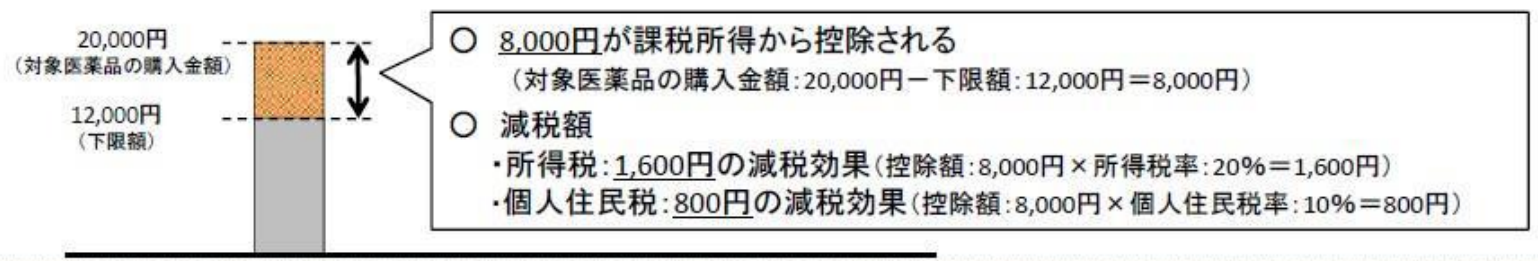 20,000円
（対象医薬品の購入金額）
12,000円
（下限額）
○ 8,000円が課税所得から控除される
（対象医薬品の購入金額：20,000円－下限額：12,000円＝8,000円）
○ 減税額
・所得税：1,600円の減税効果（控除額：8,000円×所得税率：20％＝1,600円）
・個人住民税：800円の減税効果（控除額：8,000円×個人住民税率：10％＝800円）